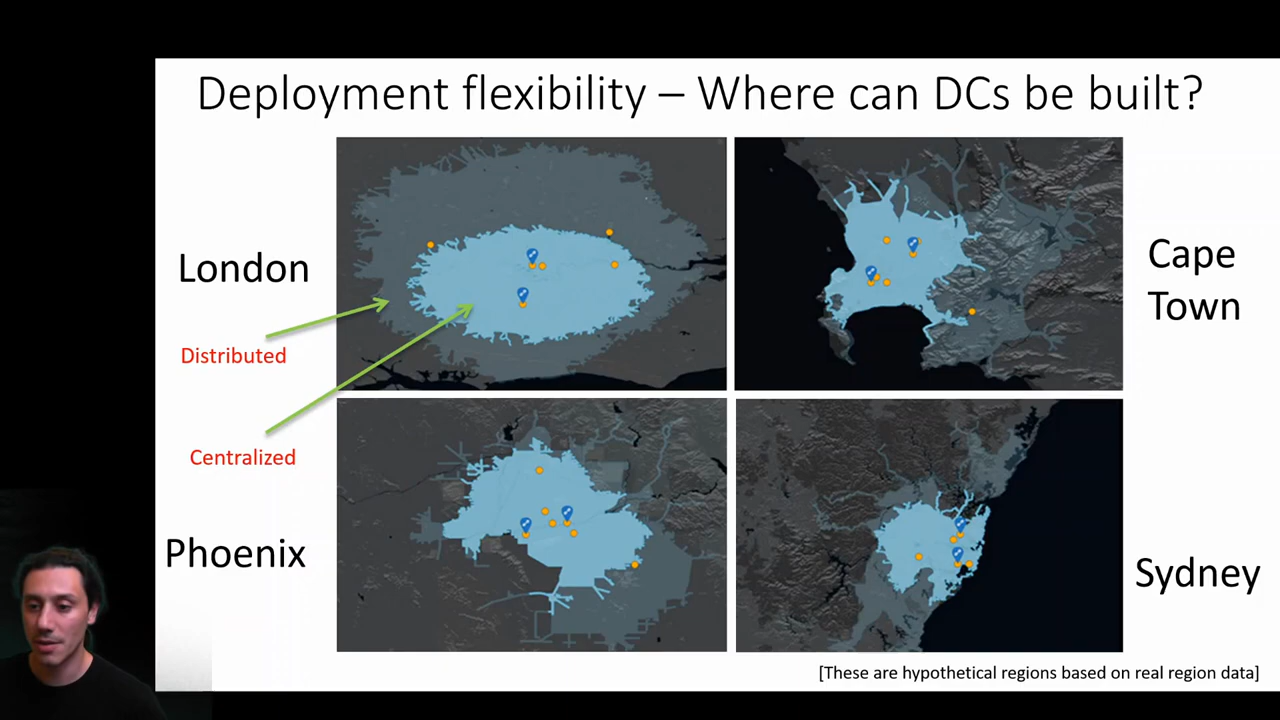 Deployment flexibility – Where can DCs be built?
London
Distributed
Centralized
Cape
Town
Phoenix
Sydney
[These are hypothetical regions based on real region data]